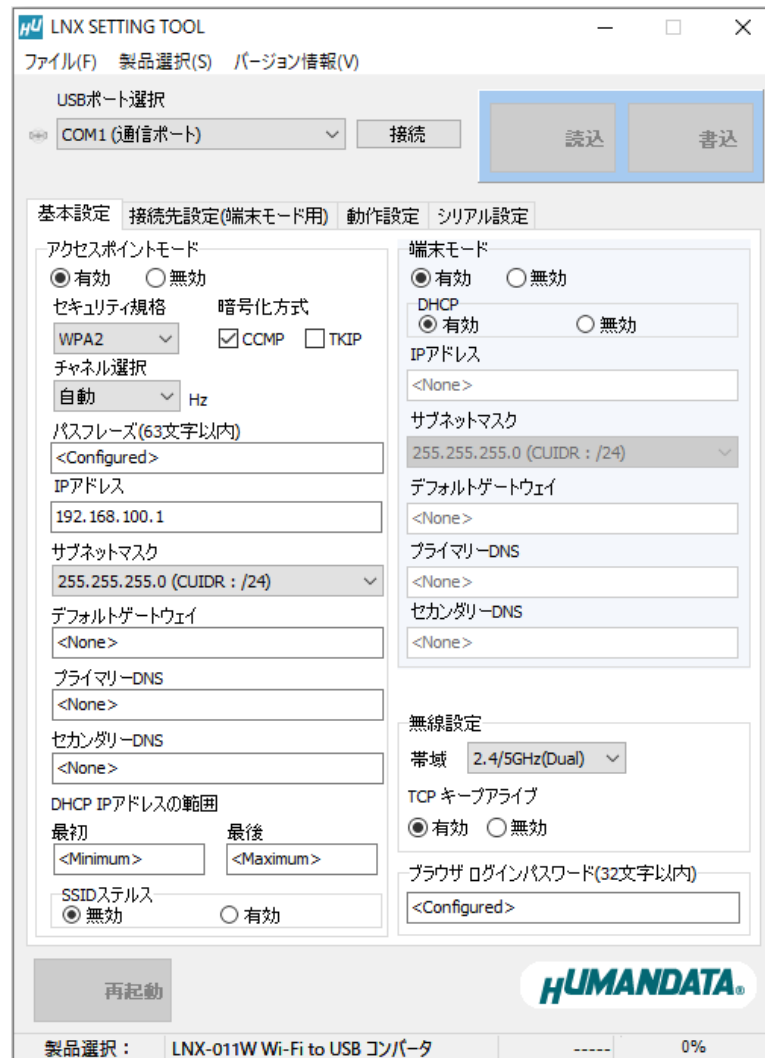 HU LNX SETTING TOOL
ファイル(F) 製品選択(S) バージョン情報(V)
USBポート選択
COM1 (通信ポート)
接続
読込
書込
基本設定 接続先設定(端末モード用) 動作設定 シリアル設定
アクセスポイントモード
有効 無効
セキュリティ規格 暗号化方式
WPA2 CCMP TKIP
チャネル選択
自動 Hz
パスフレーズ(63文字以内)
<Configured>
IPアドレス
192.168.100.1
サブネットマスク
255.255.255.0 (CUIDR : /24)
デフォルトゲートウェイ
<None>
プライマリーDNS
<None>
セカンダリーDNS
<None>
DHCP IPアドレスの範囲
最初 最後
<Minimum> <Maximum>
SSIDステルス
無効 有効
端末モード
有効 無効
DHCP
有効 無効
IPアドレス
<None>
サブネットマスク
255.255.255.0 (CUIDR : /24)
デフォルトゲートウェイ
<None>
プライマリーDNS
<None>
セカンダリーDNS
<None>
無線設定
帯域 2.4/5GHz(Dual)
TCP キープアライブ
有効 無効
ブラウザ ログインパスワード(32文字以内)
<Configured>
再起動
HUMANDATA®
製品選択： LNX-011W Wi-Fi to USB コンバータ ----- 0%